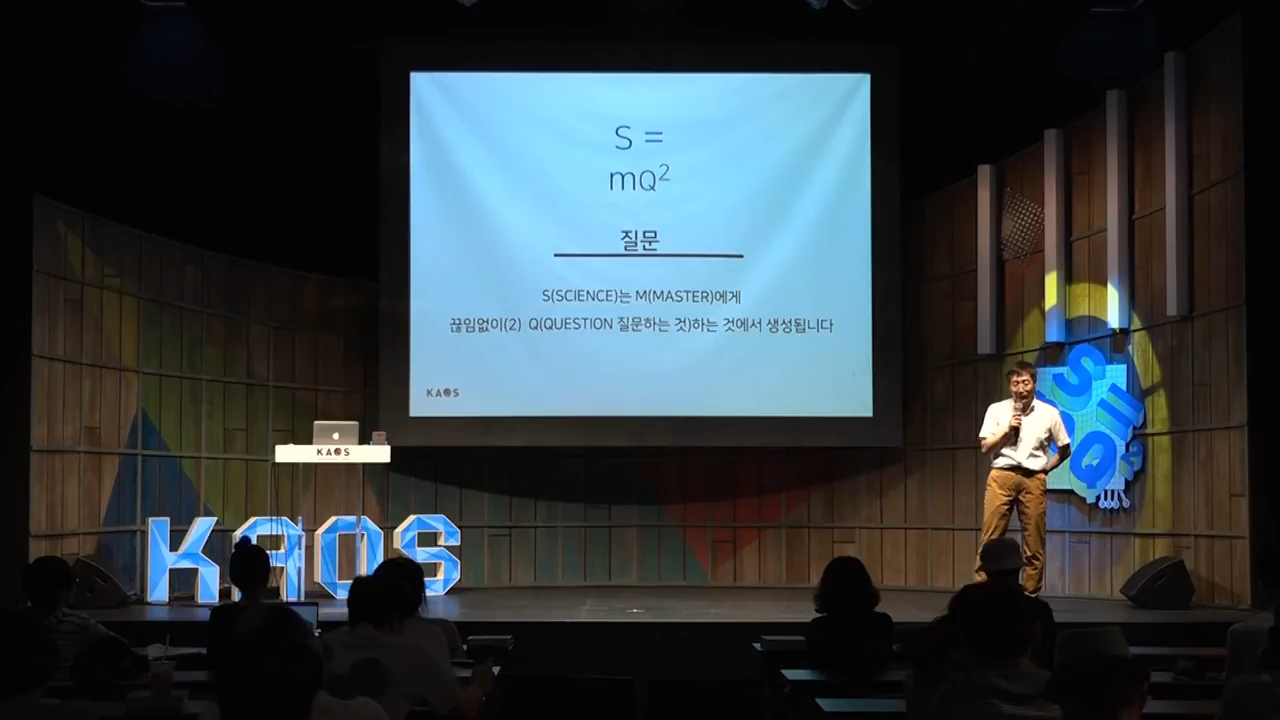 S =
mQ²
질문
S(SCIENCE)는 M(MASTER)에게
끊임없이(2) Q(QUESTION 질문하는 것)하는 것에서 생성됩니다
KAOS
KAOS
KAOS
S =
Q2